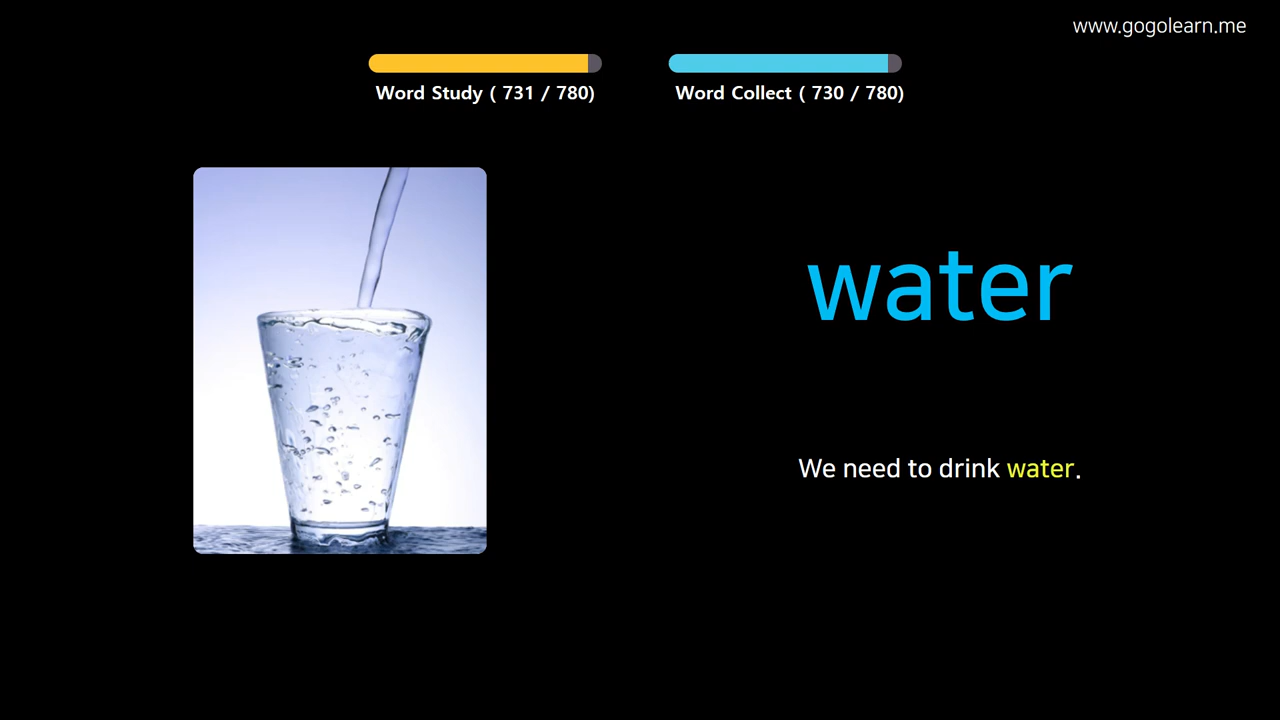 www.gogolearn.me
Word Study ( 731 / 780)
Word Collect ( 730 / 780)
water
We need to drink water.